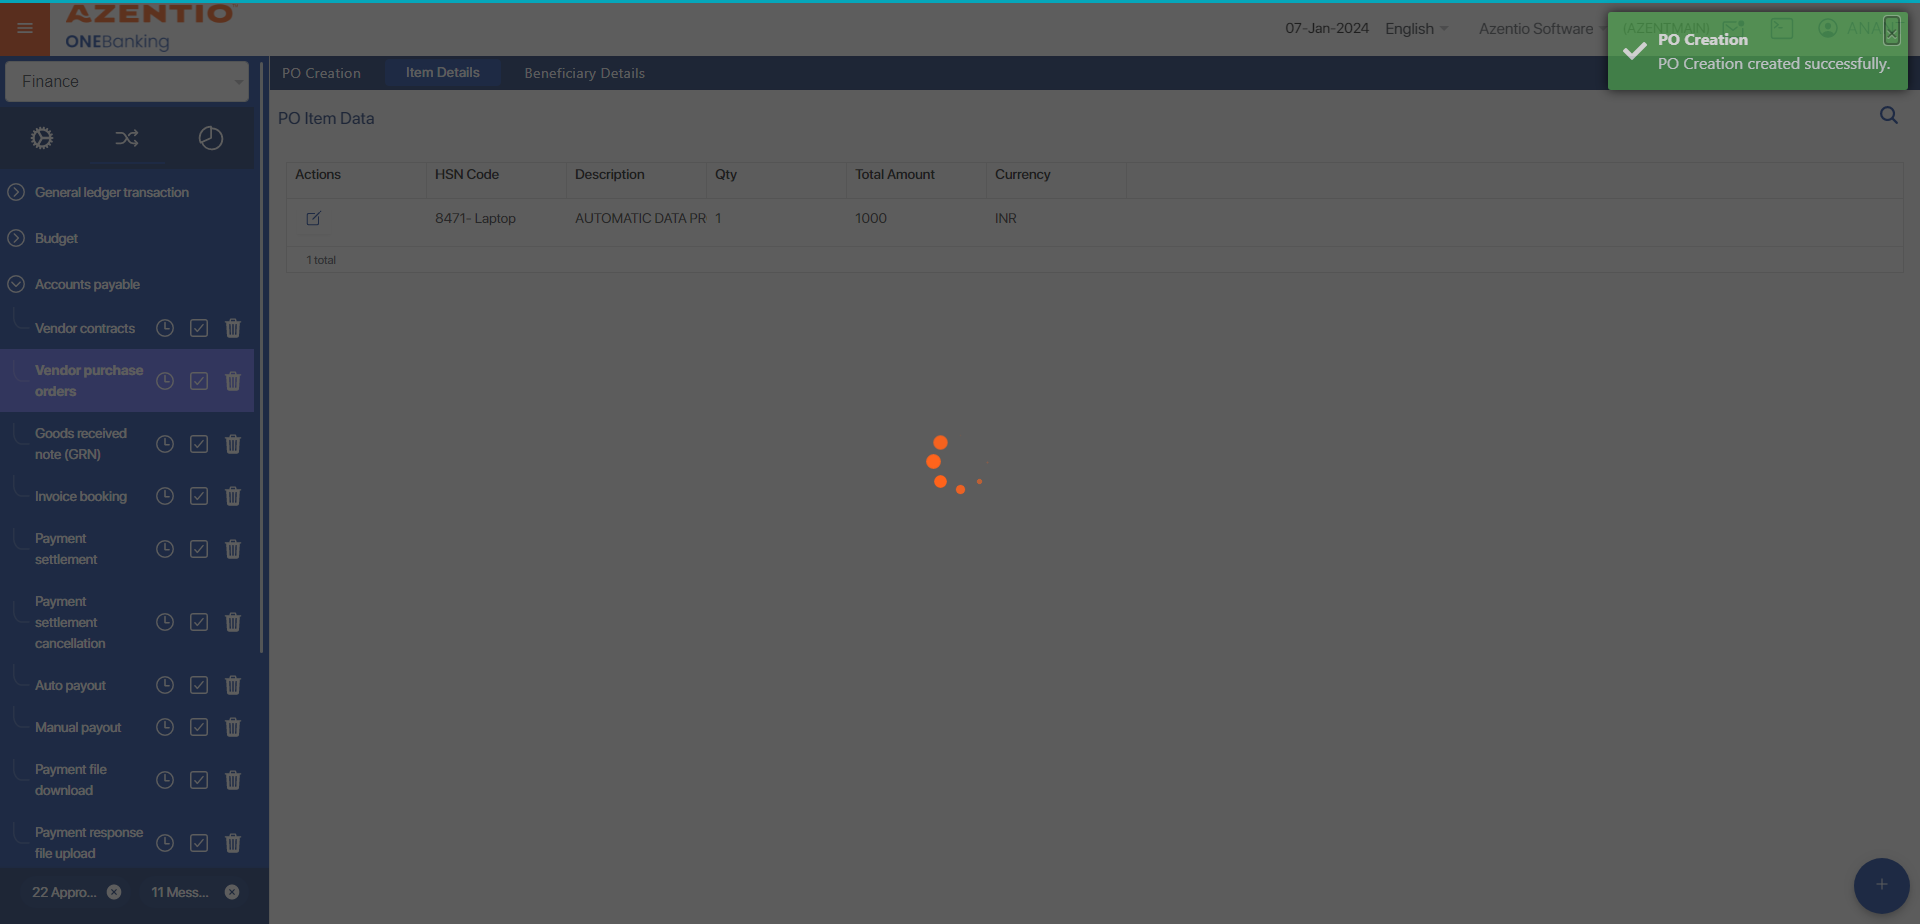 AZENTIO
ONEBanking
07-Jan-2024
English
Azentio Software
(AZENTMAIN)
PO Creation
PO Creation created successfully.
Finance
PO Creation
Item Details
Beneficiary Details
PO Item Data
General ledger transaction
Budget
Accounts payable
Vendor contracts
Vendor purchase
orders
Goods received
note (GRN)
Invoice booking
Payment
settlement
Payment
settlement
cancellation
Auto payout
Manual payout
Payment file
download
Payment response
file upload
22 Appro...
11 Mess...
Actions HSN Code Description Qty Total Amount Currency
8471- Laptop AUTOMATIC DATA PR 1 1000 INR
1 total